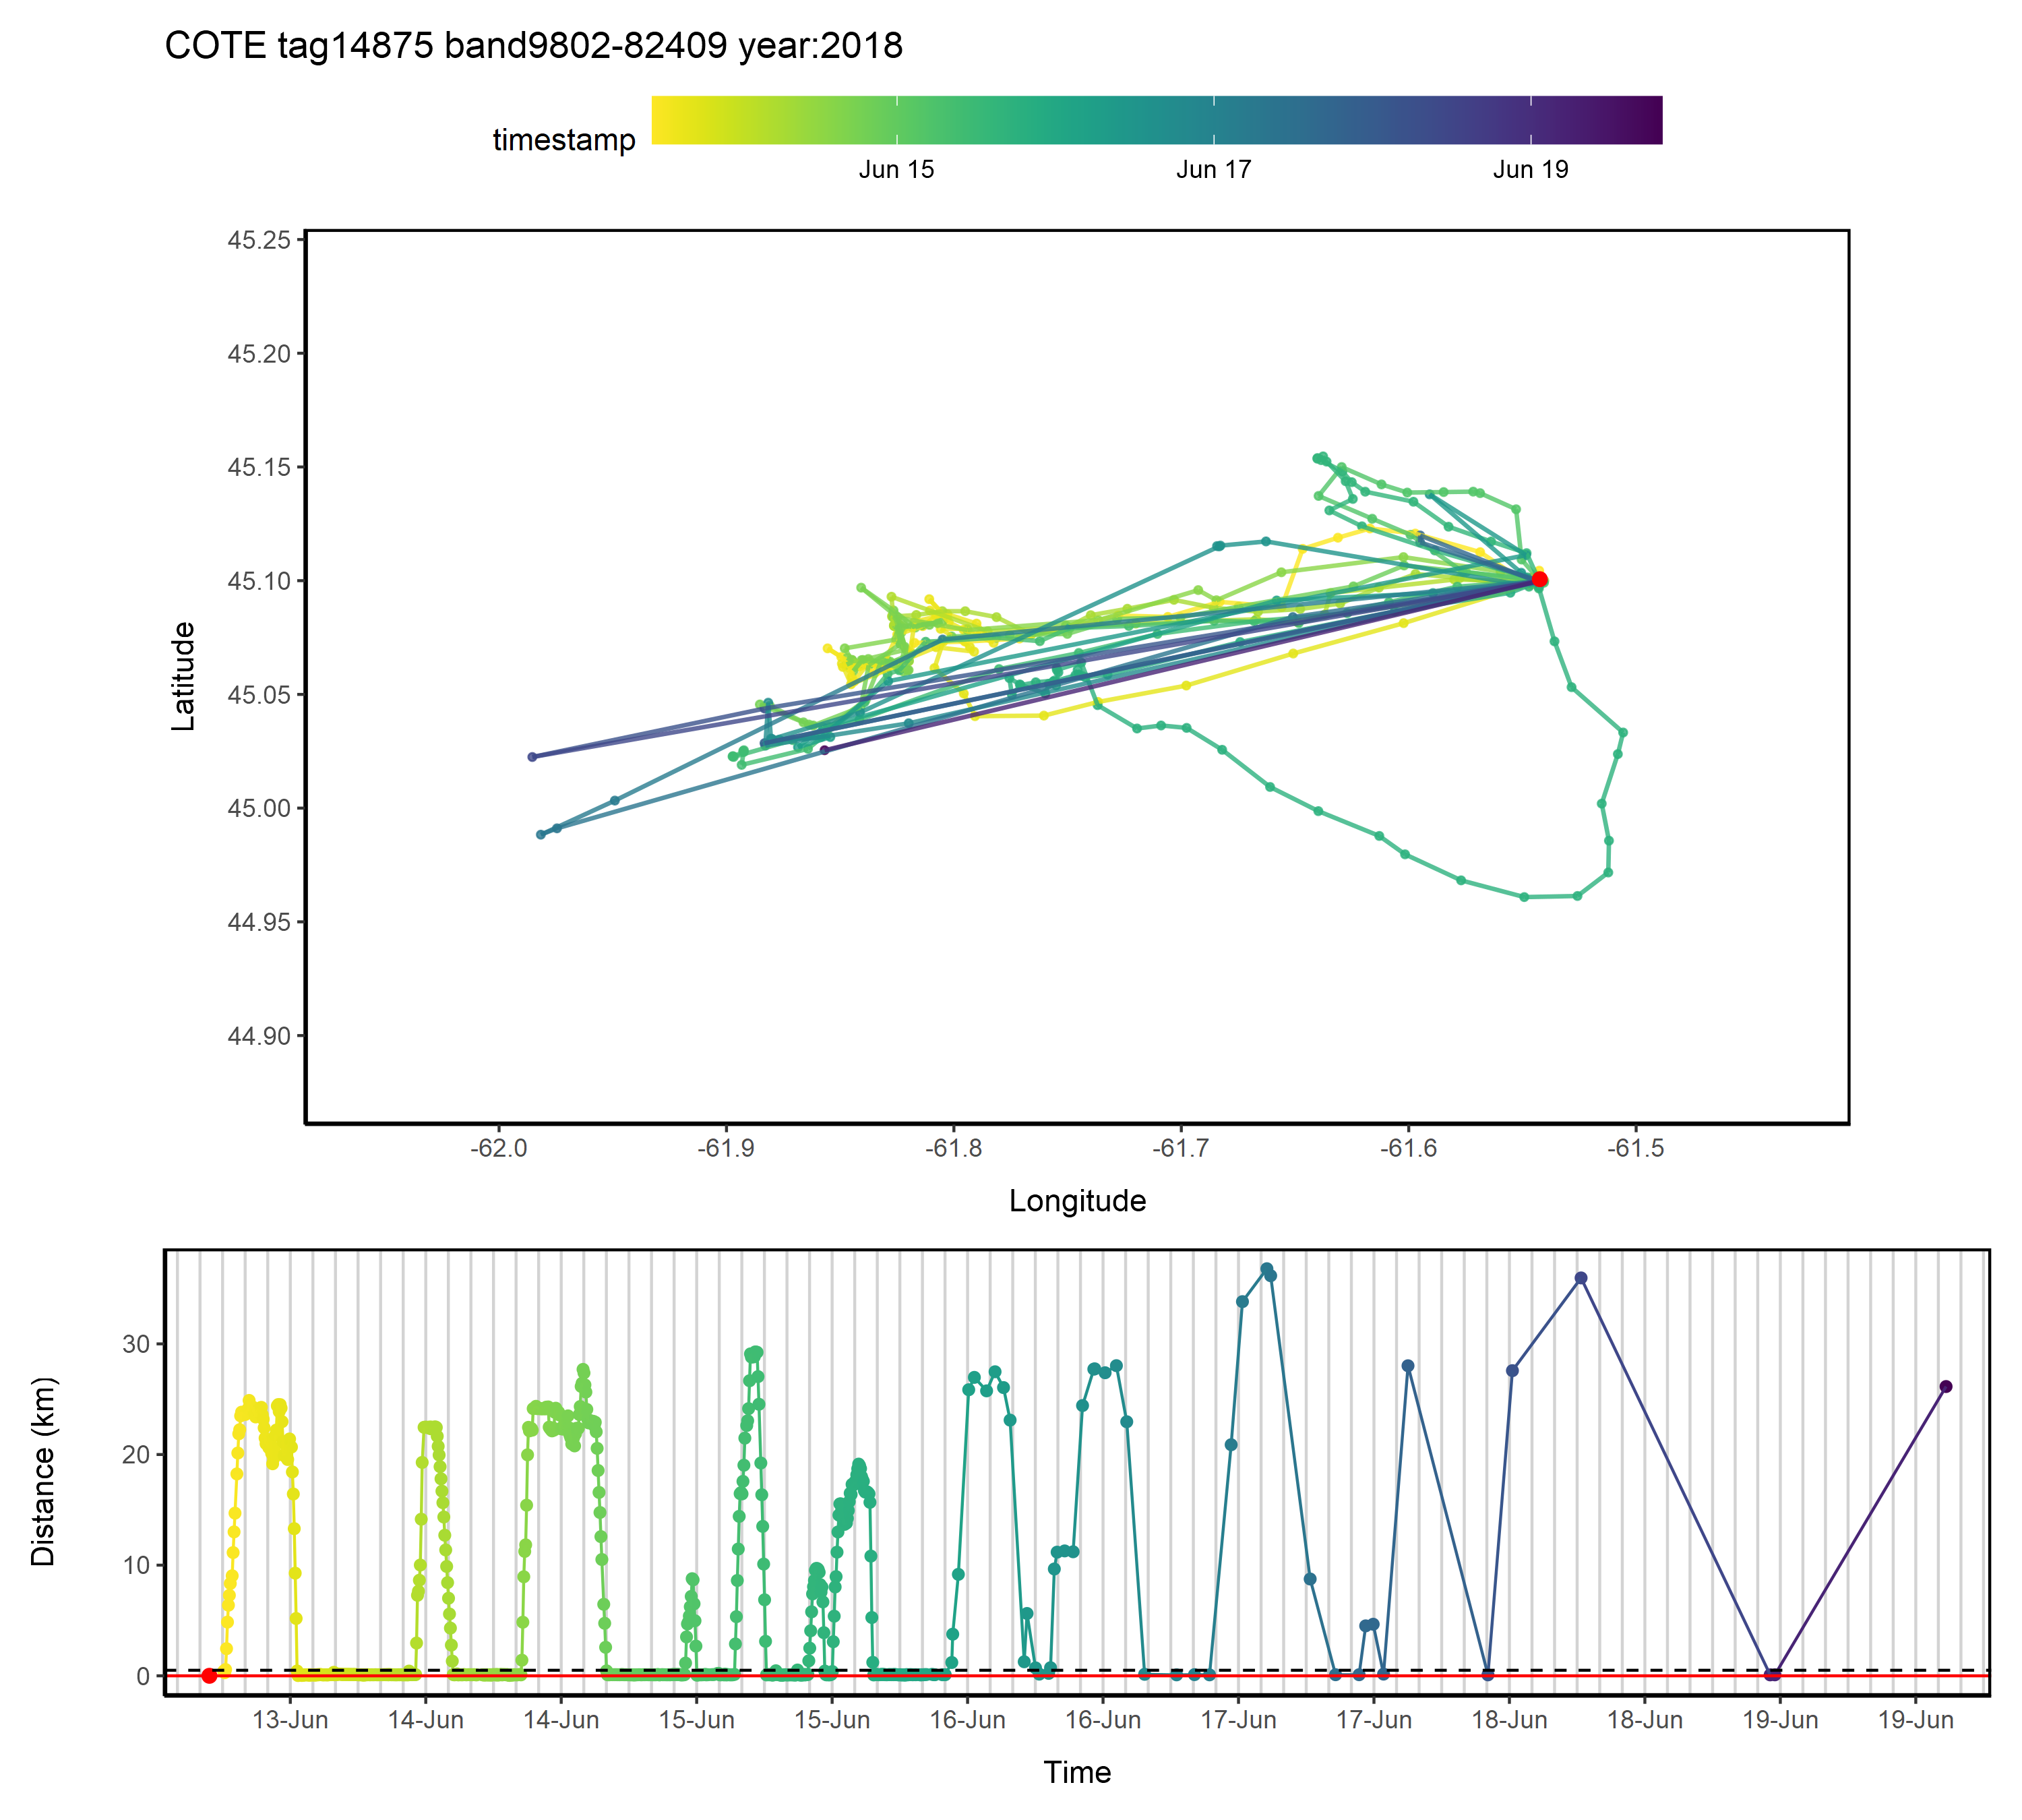 COTE tag14875 band9802-82409 year:2018
timestamp
Jun 15 Jun 17 Jun 19
45.25
45.20
45.15
45.10
45.05
45.00
44.95
44.90
Latitude
-62.0 -61.9 -61.8 -61.7 -61.6 -61.5
Longitude
30
20
10
0
Distance (km)
13-Jun 14-Jun 14-Jun 15-Jun 15-Jun 16-Jun 16-Jun 17-Jun 17-Jun 18-Jun 18-Jun 19-Jun 19-Jun
Time